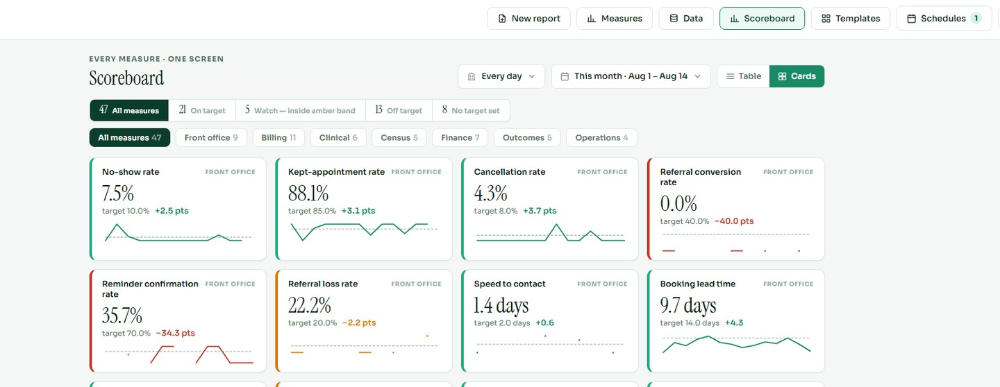 New report
Measures
Data
Scoreboard
Templates
Schedules 1
EVERY MEASURE · ONE SCREEN
Scoreboard
Every day
This month · Aug 1 – Aug 14
Table
Cards
47 All measures
21 On target
5 Watch — inside amber band
13 Off target
8 No target set
All measures 47
Front office 9
Billing 11
Clinical 6
Census 5
Finance 7
Outcomes 5
Operations 4
No-show rate
FRONT OFFICE
7.5%
target 10.0% +2.5 pts
Kept-appointment rate
FRONT OFFICE
88.1%
target 85.0% +3.1 pts
Cancellation rate
FRONT OFFICE
4.3%
target 8.0% +3.7 pts
Referral conversion
rate
FRONT OFFICE
0.0%
target 40.0% −40.0 pts
Reminder confirmation
rate
FRONT OFFICE
35.7%
target 70.0% −34.3 pts
Referral loss rate
FRONT OFFICE
22.2%
target 20.0% −2.2 pts
Speed to contact
FRONT OFFICE
1.4 days
target 2.0 days +0.6
Booking lead time
FRONT OFFICE
9.7 days
target 14.0 days +4.3